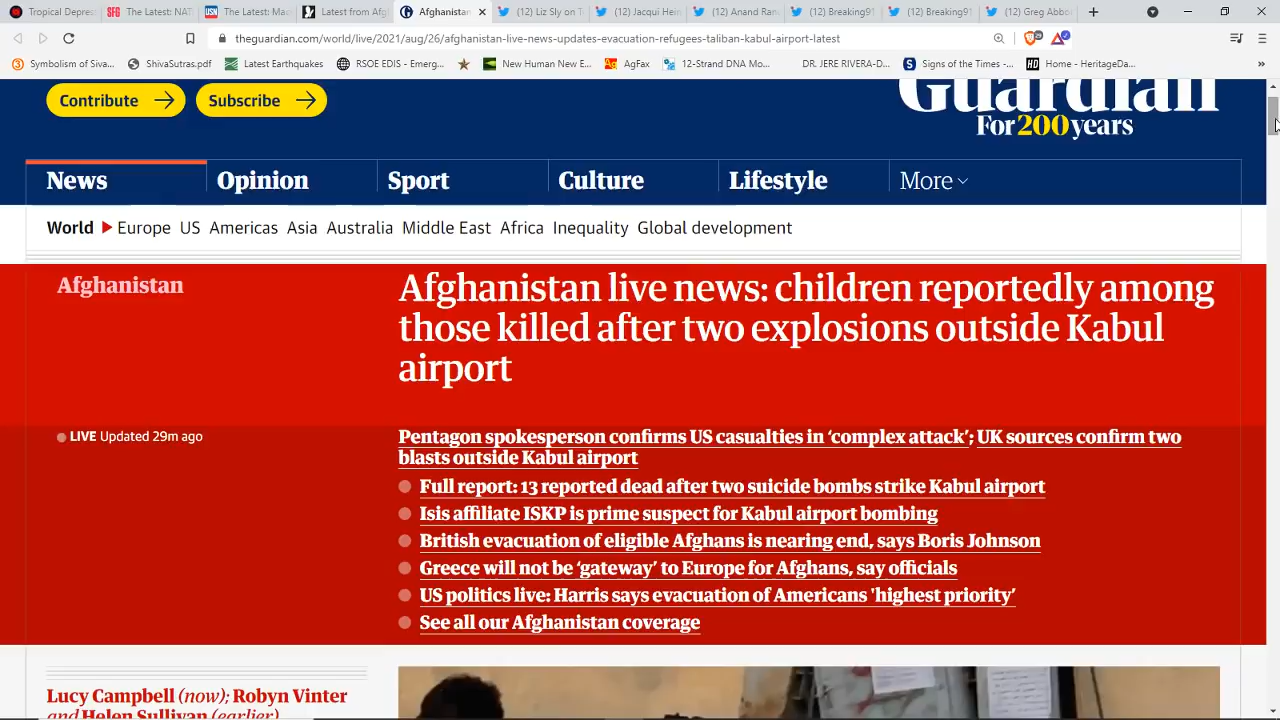 Tropical Depres
The Latest: NAT
The Latest: Ma
Latest from Afg
Afghanistan
(12) Liz Sly on T
(12) Jacqui Hein
(12) Anand Ran
(12) Breaking91
(12) Breaking91
(12) Greg Abbo
theguardian.com/world/live/2021/aug/26/afghanistan-live-news-updates-evacuation-refugees-taliban-kabul-airport-latest
Symbolism of Siva...
ShivaSutras.pdf
Latest Earthquakes
RSOE EDIS - Emerg...
New Human New E...
AgFax
12-Strand DNA Mo...
DR. JERE RIVERA-D...
Signs of the Times -...
Home - HeritageDa...
Contribute
Subscribe
Guardian
For 200 years
News Opinion Sport Culture Lifestyle More
World Europe US Americas Asia Australia Middle East Africa Inequality Global development
Afghanistan
Afghanistan live news: children reportedly among
those killed after two explosions outside Kabul
airport
LIVE Updated 29m ago
Pentagon spokesperson confirms US casualties in ‘complex attack’; UK sources confirm two
blasts outside Kabul airport
Full report: 13 reported dead after two suicide bombs strike Kabul airport
Isis affiliate ISKP is prime suspect for Kabul airport bombing
British evacuation of eligible Afghans is nearing end, says Boris Johnson
Greece will not be ‘gateway’ to Europe for Afghans, say officials
US politics live: Harris says evacuation of Americans 'highest priority’
See all our Afghanistan coverage
Lucy Campbell (now); Robyn Vinter
and Helen Sullivan (earlier)